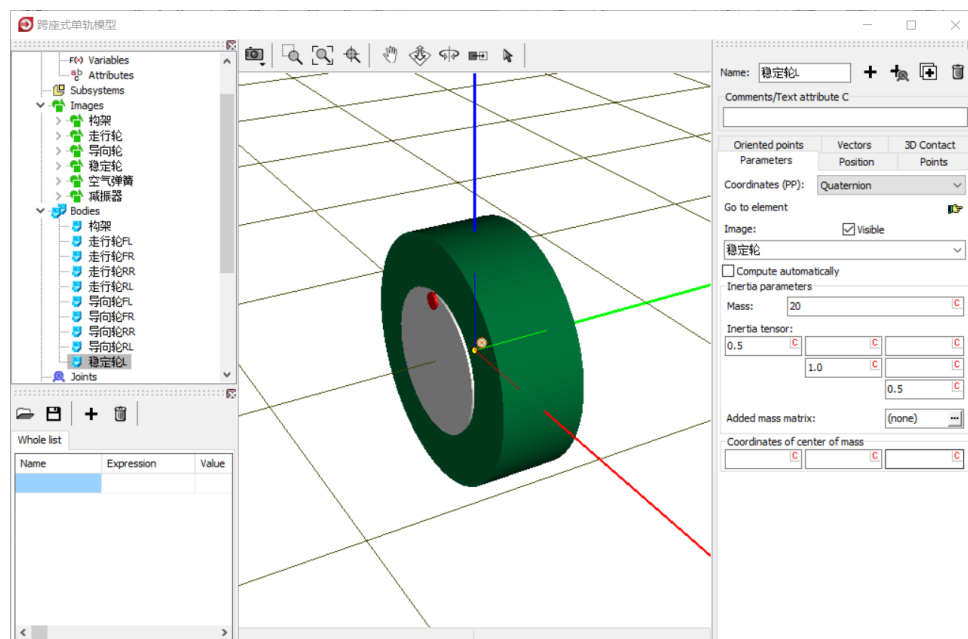 跨座式单轨模型
F(x) Variables
Attributes
Subsystems
Images
构架
走行轮
导向轮
稳定轮
空气弹簧
减振器
Bodies
构架
走行轮FL
走行轮FR
走行轮RR
走行轮RL
导向轮FL
导向轮FR
导向轮RR
导向轮RL
稳定轮L
Joints
Whole list
Name Expression Value
Name: 稳定轮L
Comments/Text attribute C
Oriented points Vectors 3D Contact
Parameters Position Points
Coordinates (PP): Quaternion
Go to element
Image: Visible
稳定轮
Compute automatically
Inertia parameters
Mass: 20 C
Inertia tensor:
0.5 C C C
1.0 C C
0.5 C
Added mass matrix: (none) ...
Coordinates of center of mass
C C C